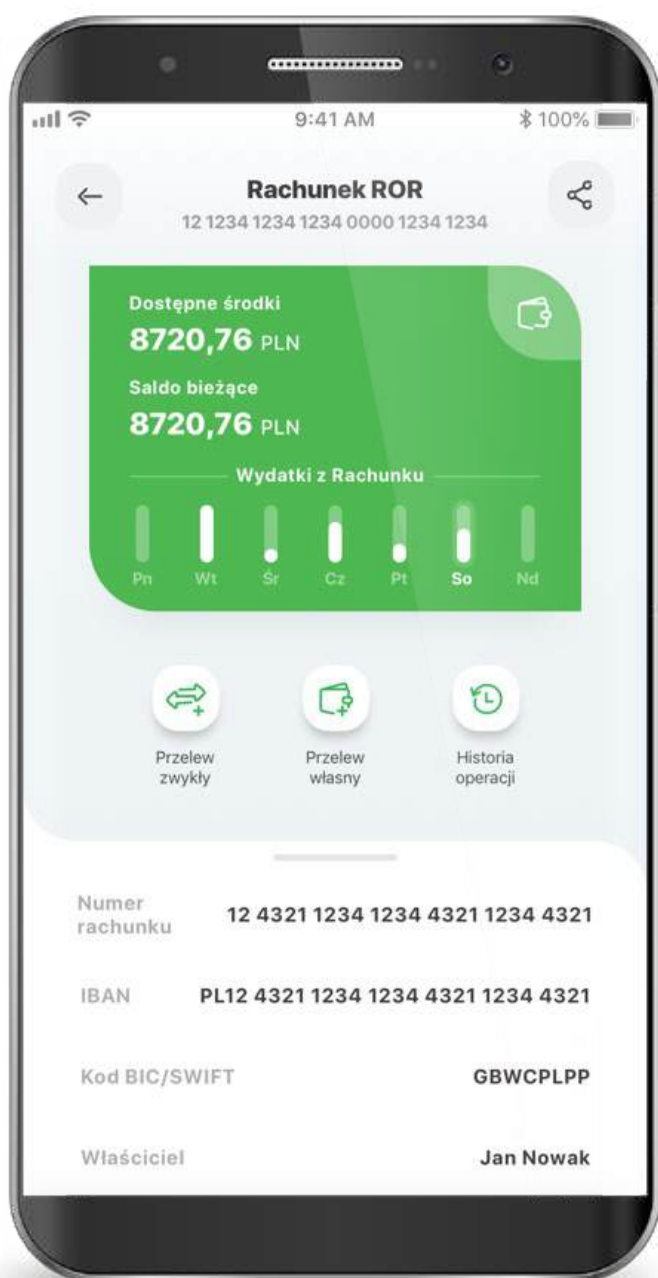 9:41 AM
100%
Rachunek ROR
12 1234 1234 1234 0000 1234 1234
Dostępne środki
8720,76 PLN
Saldo bieżące
8720,76 PLN
Wydatki z Rachunku
Pn Wt Śr Cz Pt So Nd
Przelew
zwykły
Przelew
własny
Historia
operacji
Numer
rachunku
12 4321 1234 1234 4321 1234 4321
IBAN PL12 4321 1234 1234 4321 1234 4321
Kod BIC/SWIFT GBWCPLPP
Właściciel Jan Nowak